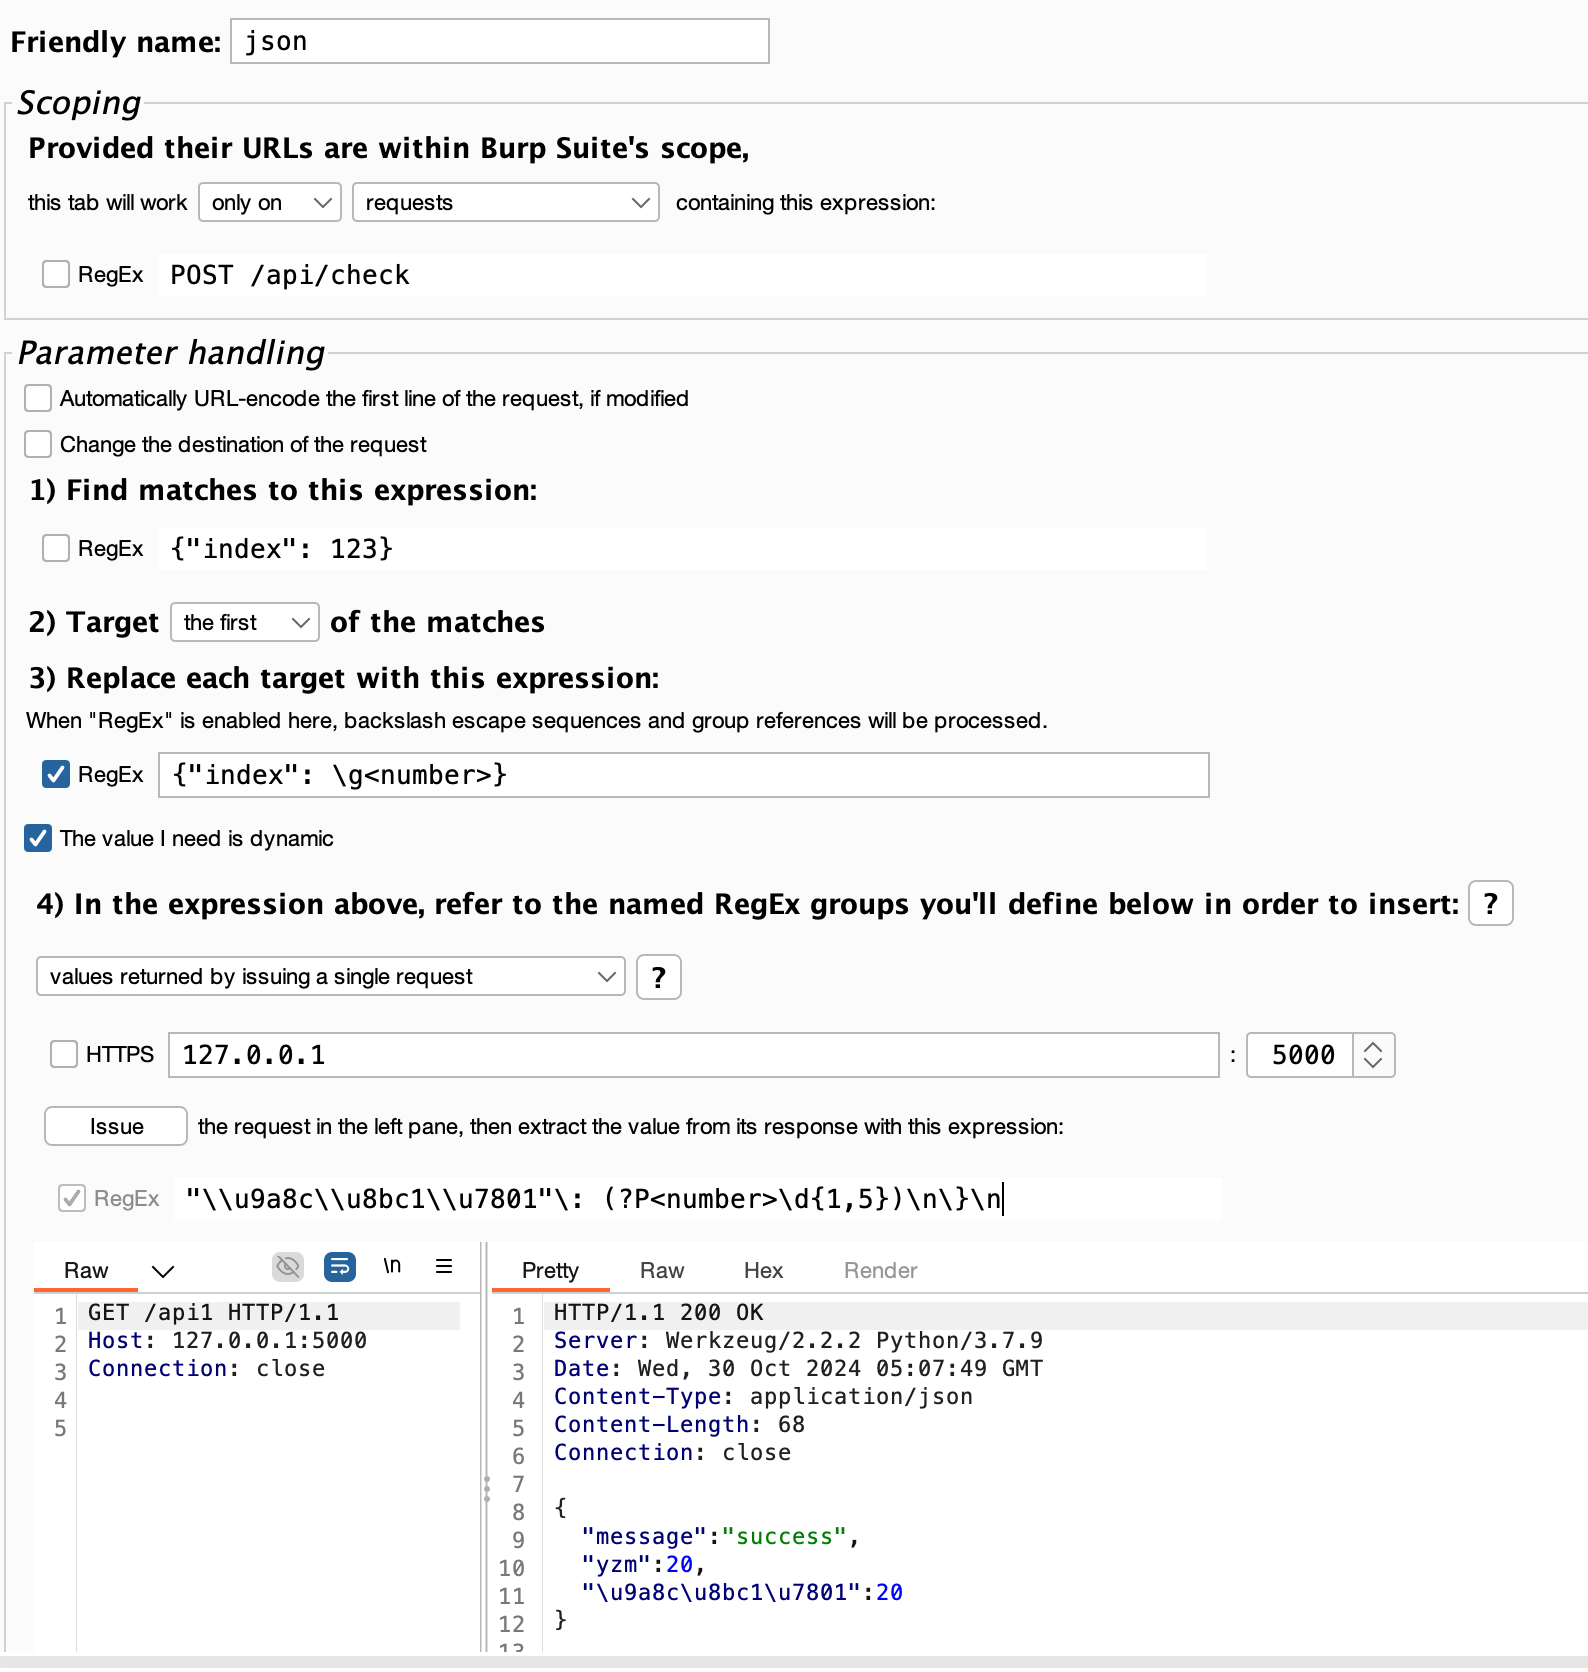 Friendly name: json
Scoping
Provided their URLs are within Burp Suite's scope,
this tab will work only on requests containing this expression:
RegEx POST /api/check
Parameter handling
Automatically URL-encode the first line of the request, if modified
Change the destination of the request
1) Find matches to this expression:
RegEx {"index": 123}
2) Target the first of the matches
3) Replace each target with this expression:
When "RegEx" is enabled here, backslash escape sequences and group references will be processed.
RegEx {"index": \g<number>}
The value I need is dynamic
4) In the expression above, refer to the named RegEx groups you'll define below in order to insert: ?
values returned by issuing a single request ?
HTTPS 127.0.0.1 : 5000
Issue the request in the left pane, then extract the value from its response with this expression:
RegEx "\\u9a8c\\u8bc1\\u7801"\: (?P<number>\d{1,5})\n\}\n
Raw \n
1 GET /api1 HTTP/1.1
2 Host: 127.0.0.1:5000
3 Connection: close
4
5
Pretty Raw Hex Render
1 HTTP/1.1 200 OK
2 Server: Werkzeug/2.2.2 Python/3.7.9
3 Date: Wed, 30 Oct 2024 05:07:49 GMT
4 Content-Type: application/json
5 Content-Length: 68
6 Connection: close
7
8 {
9 "message":"success",
10 "yzm":20,
11 "\u9a8c\u8bc1\u7801":20
12 }
13